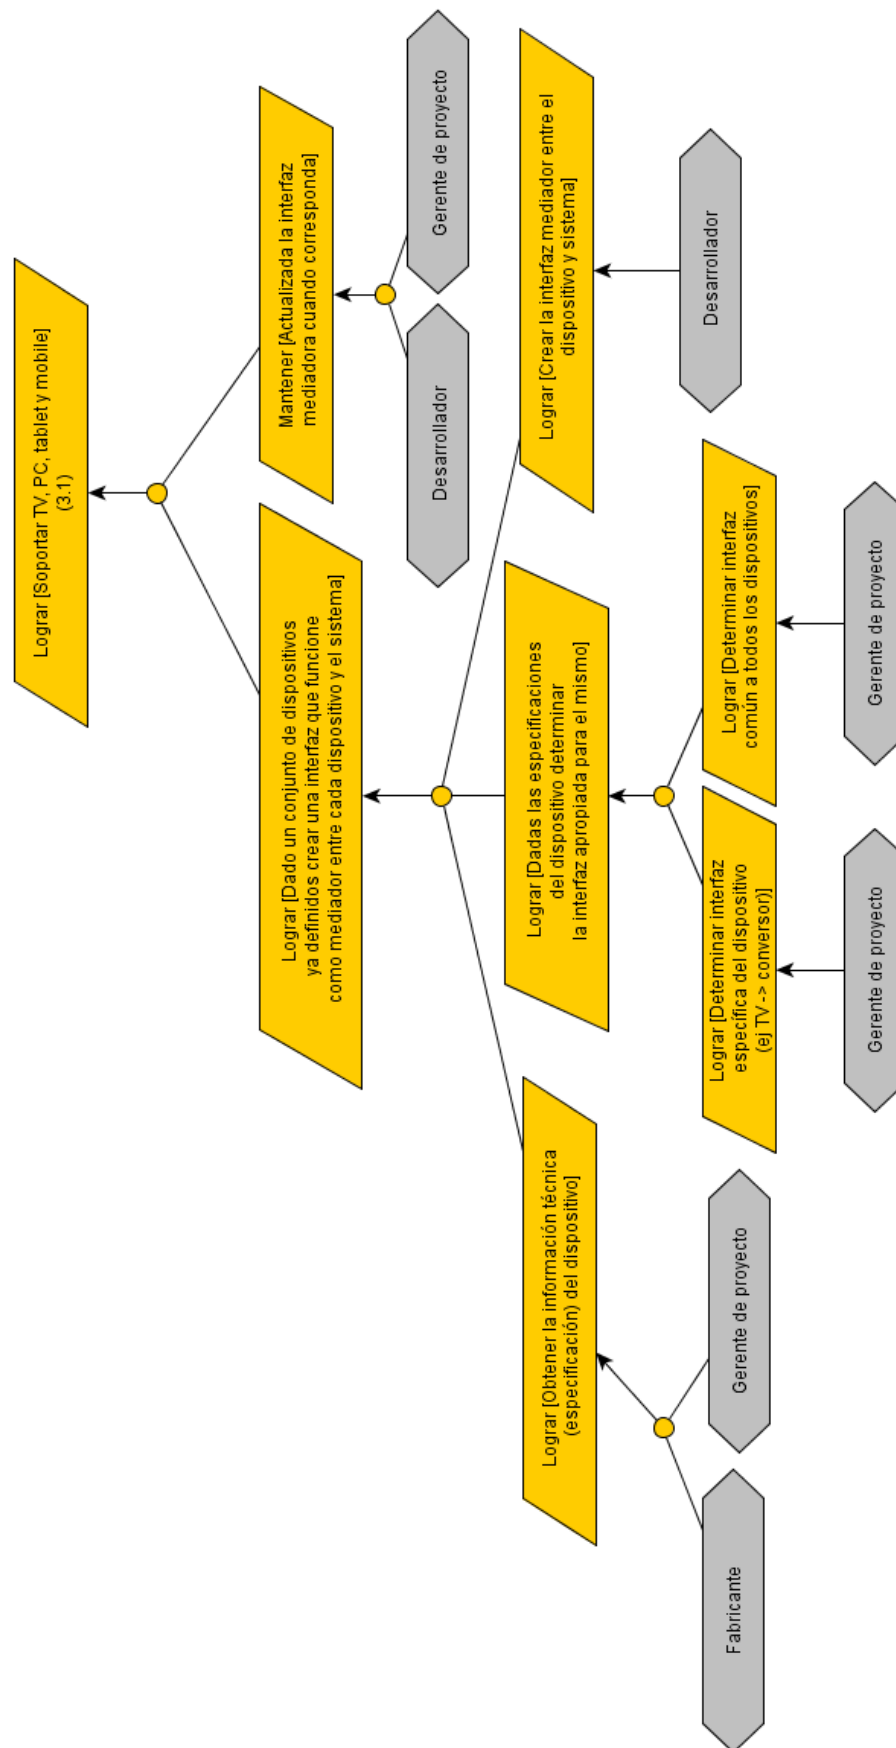 Lograr [Soportar TV, PC, tablet y mobile]
(3.1)
Lograr [Dado un conjunto de dispositivos
ya definidos crear una interfaz que funcione
como mediador entre cada dispositivo y el sistema]
Mantener [Actualizada la interfaz
mediadora cuando corresponda]
Desarrollador
Gerente de proyecto
Lograr [Obtener la información técnica
(especificación) del dispositivo]
Lograr [Dadas las especificaciones
del dispositivo determinar
la interfaz apropiada para el mismo]
Lograr [Crear la interfaz mediador entre el
dispositivo y sistema]
Fabricante
Gerente de proyecto
Lograr [Determinar interfaz
específica del dispositivo
(ej TV -> conversor)]
Lograr [Determinar interfaz
común a todos los dispositivos]
Desarrollador
Gerente de proyecto
Gerente de proyecto